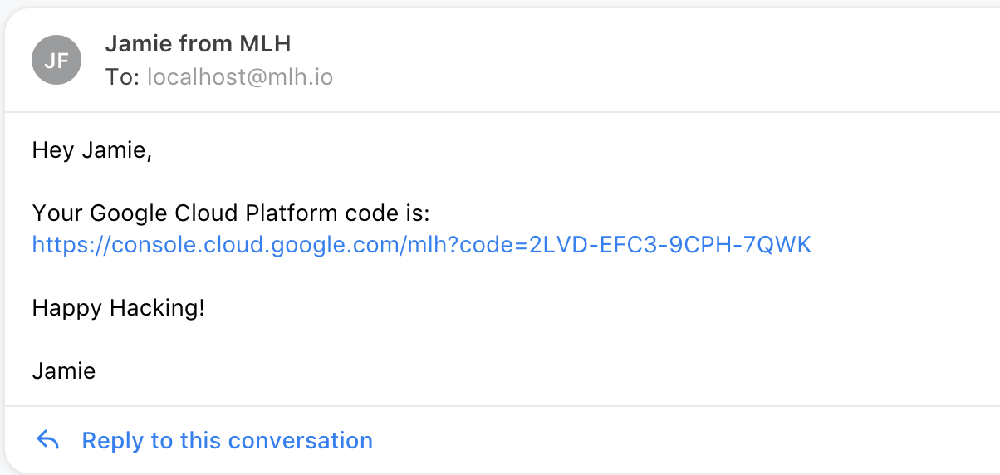 JF
Jamie from MLH
To: localhost@mlh.io
Hey Jamie,
Your Google Cloud Platform code is:
https://console.cloud.google.com/mlh?code=2LVD-EFC3-9CPH-7QWK
Happy Hacking!
Jamie
Reply to this conversation